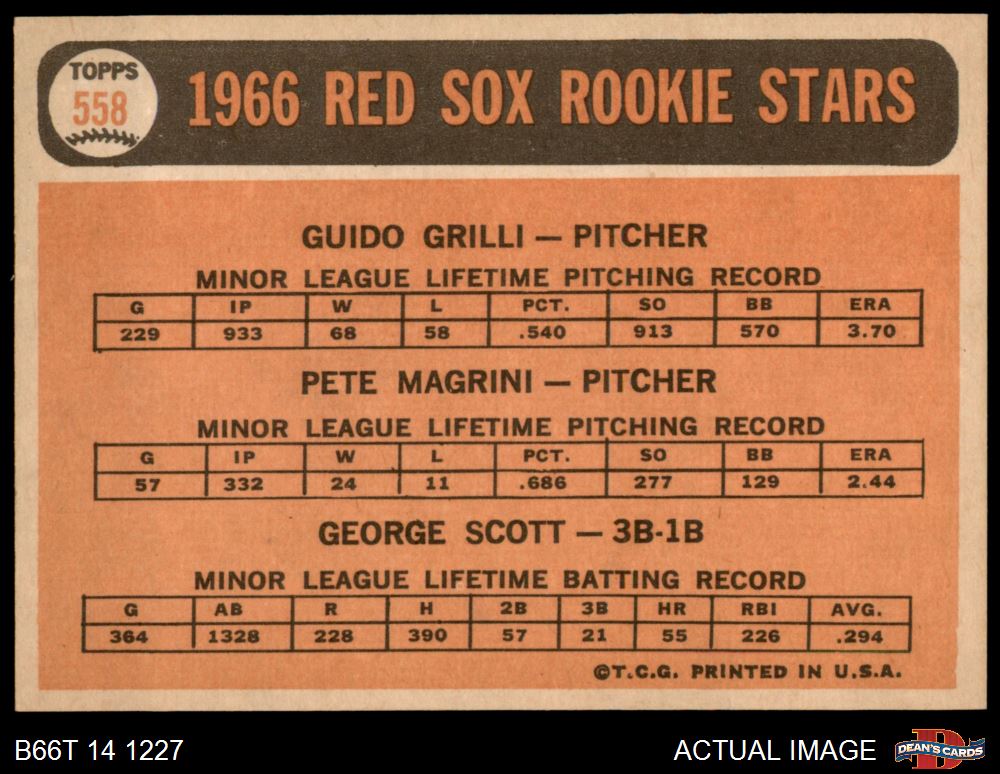 TOPPS
558
1966 RED SOX ROOKIE STARS
GUIDO GRILLI — PITCHER
MINOR LEAGUE LIFETIME PITCHING RECORD
G IP W L PCT. SO BB ERA
229 933 68 58 .540 913 570 3.70
PETE MAGRINI — PITCHER
MINOR LEAGUE LIFETIME PITCHING RECORD
G IP W L PCT. SO BB ERA
57 332 24 11 .686 277 129 2.44
GEORGE SCOTT — 3B-1B
MINOR LEAGUE LIFETIME BATTING RECORD
G AB R H 2B 3B HR RBI AVG.
364 1328 228 390 57 21 55 226 .294
©T.C.G. PRINTED IN U.S.A.
B66T 14 1227
ACTUAL IMAGE
D
DEAN'S CARDS